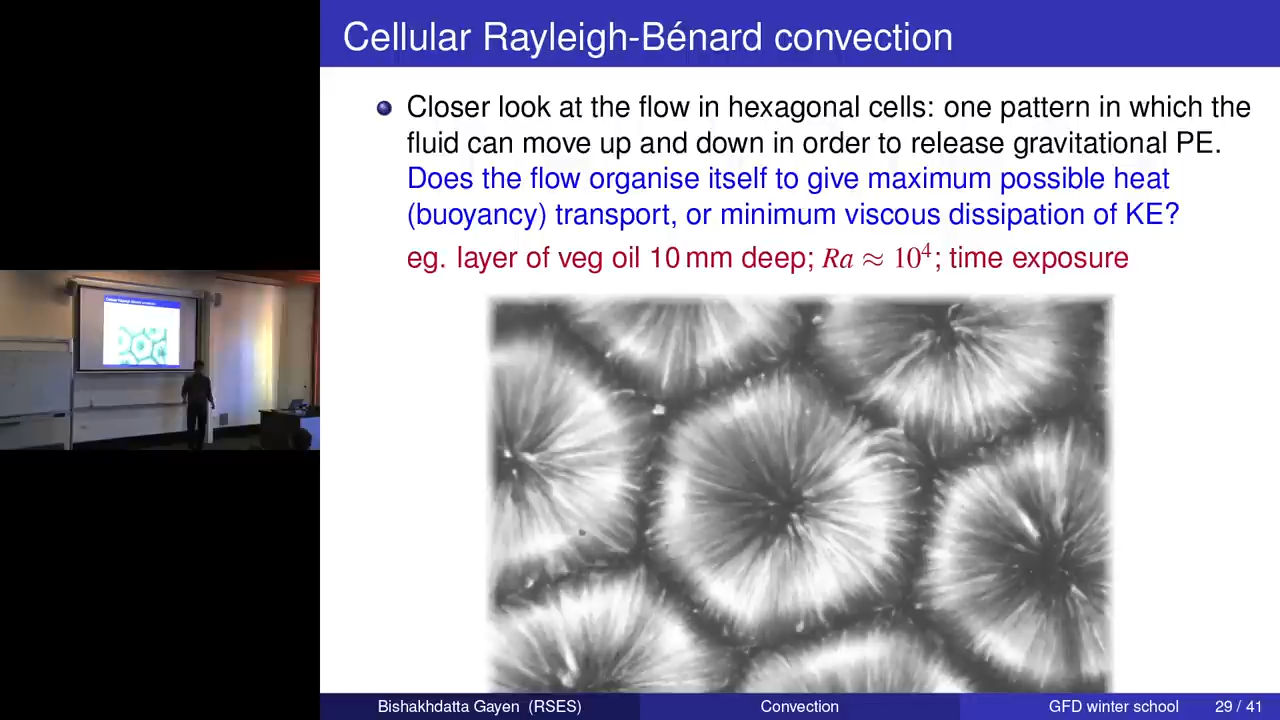 Cellular Rayleigh-Bénard convection
Closer look at the flow in hexagonal cells: one pattern in which the
fluid can move up and down in order to release gravitational PE.
Does the flow organise itself to give maximum possible heat
(buoyancy) transport, or minimum viscous dissipation of KE?
eg. layer of veg oil 10 mm deep; Ra ≈ 10⁴; time exposure
Bishakhdatta Gayen (RSES) Convection GFD winter school 29 / 41